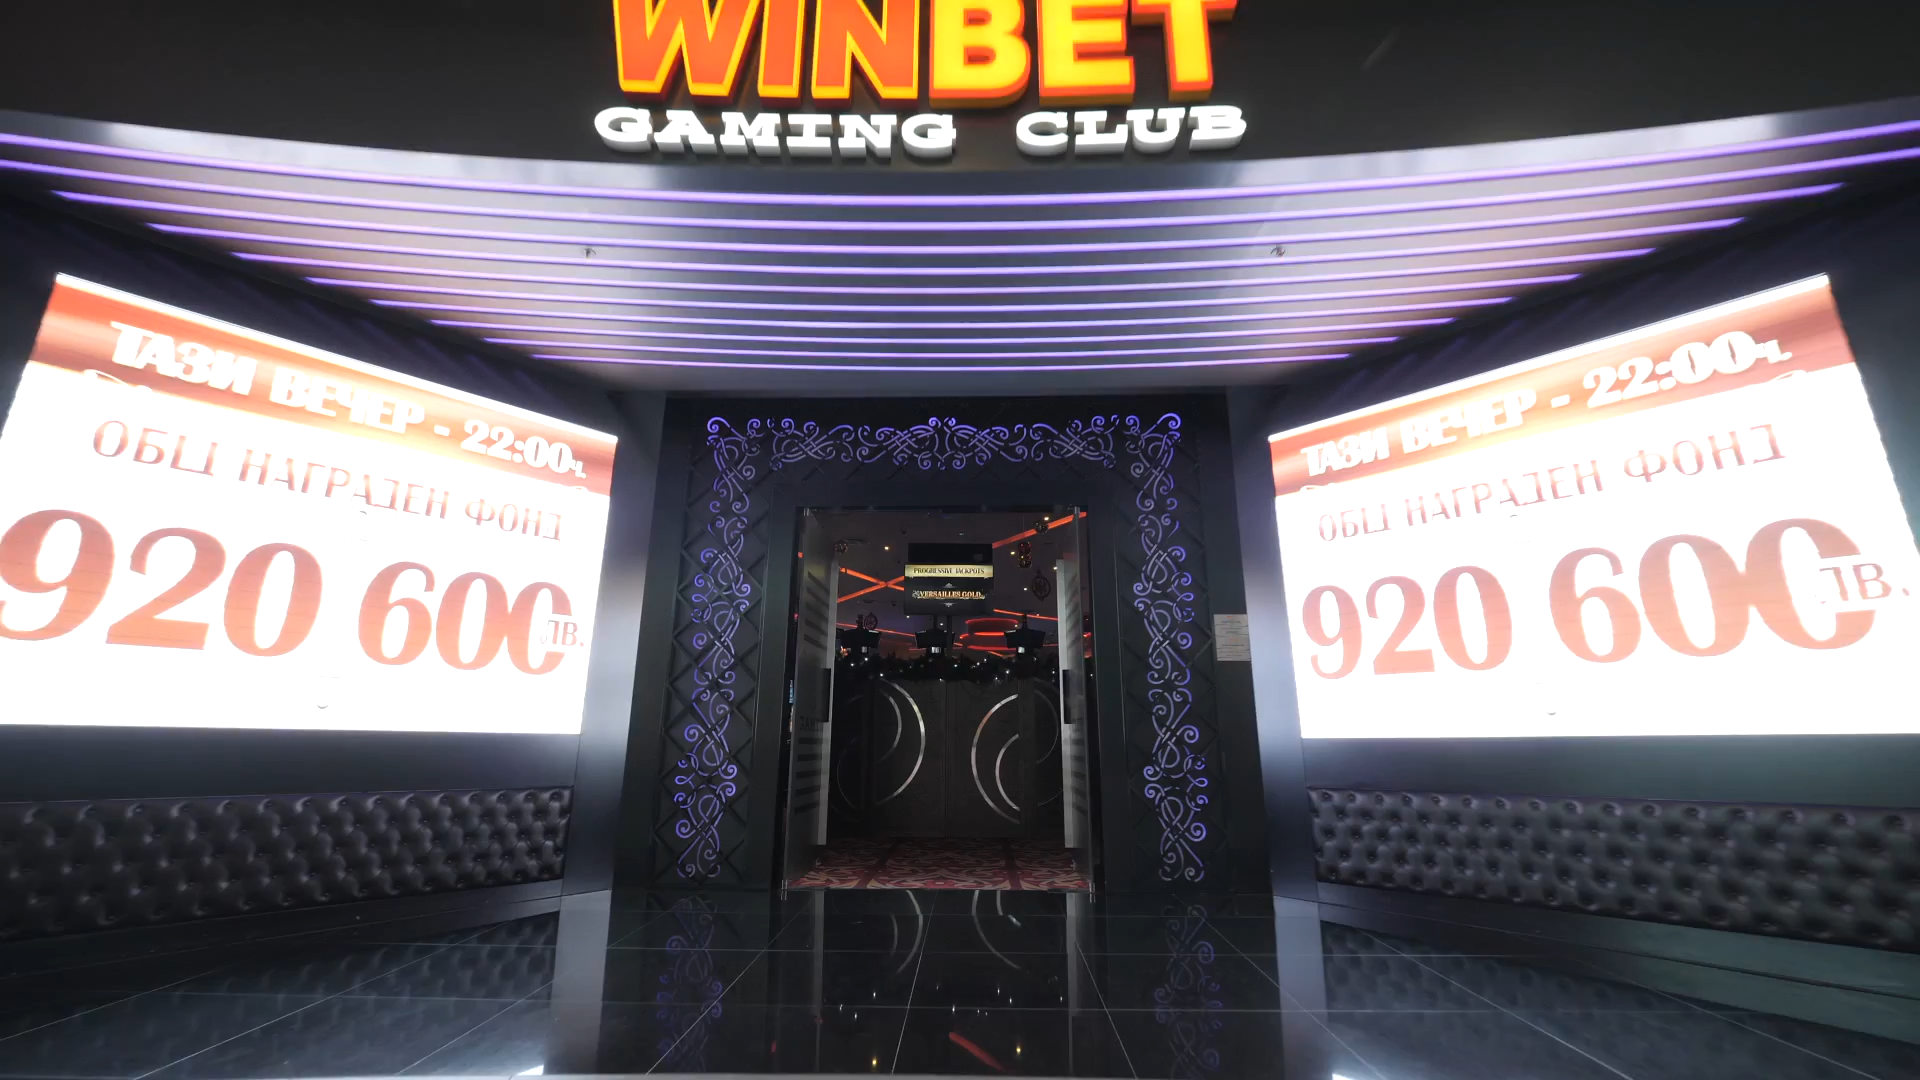 WINBET
GAMING CLUB
ТАЗИ ВЕЧЕР - 22:00ч.
ОБЩ НАГРАДЕН ФОНД
920 600 лв.
ТАЗИ ВЕЧЕР - 22:00ч.
ОБЩ НАГРАДЕН ФОНД
920 600 лв.
PROGRESSIVE JACKPOTS
VERSAILLES GOLD